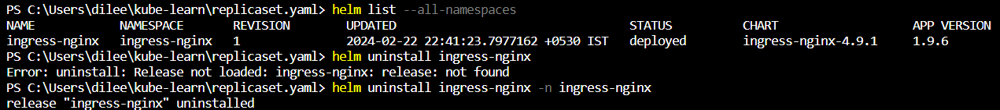 PS C:\Users\dilee\kube-learn\replicaset.yaml> helm list --all-namespaces
NAME NAMESPACE REVISION UPDATED STATUS CHART APP VERSION
ingress-nginx ingress-nginx 1 2024-02-22 22:41:23.7977162 +0530 IST deployed ingress-nginx-4.9.1 1.9.6
PS C:\Users\dilee\kube-learn\replicaset.yaml> helm uninstall ingress-nginx
Error: uninstall: Release not loaded: ingress-nginx: release: not found
PS C:\Users\dilee\kube-learn\replicaset.yaml> helm uninstall ingress-nginx -n ingress-nginx
release "ingress-nginx" uninstalled